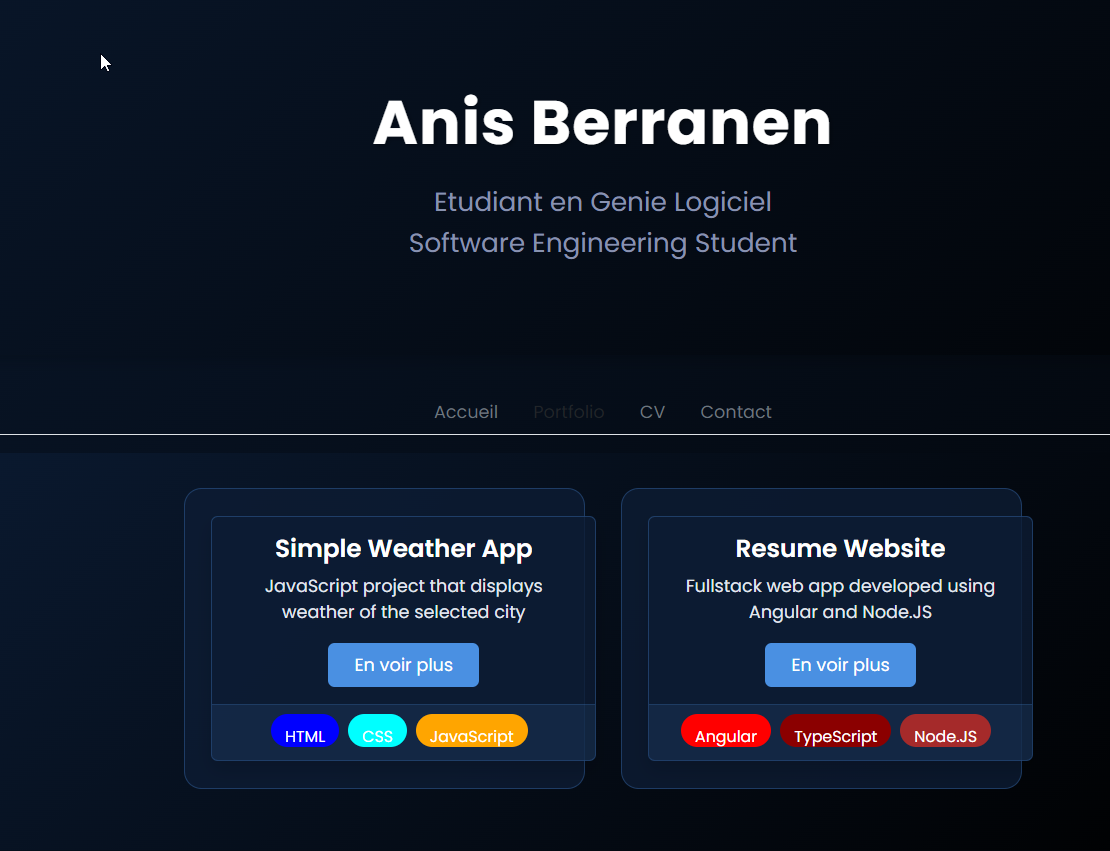 Anis Berranen
Etudiant en Genie Logiciel
Software Engineering Student
Accueil Portfolio CV Contact
Simple Weather App
JavaScript project that displays
weather of the selected city
En voir plus
HTML CSS JavaScript
Resume Website
Fullstack web app developed using
Angular and Node.JS
En voir plus
Angular TypeScript Node.JS